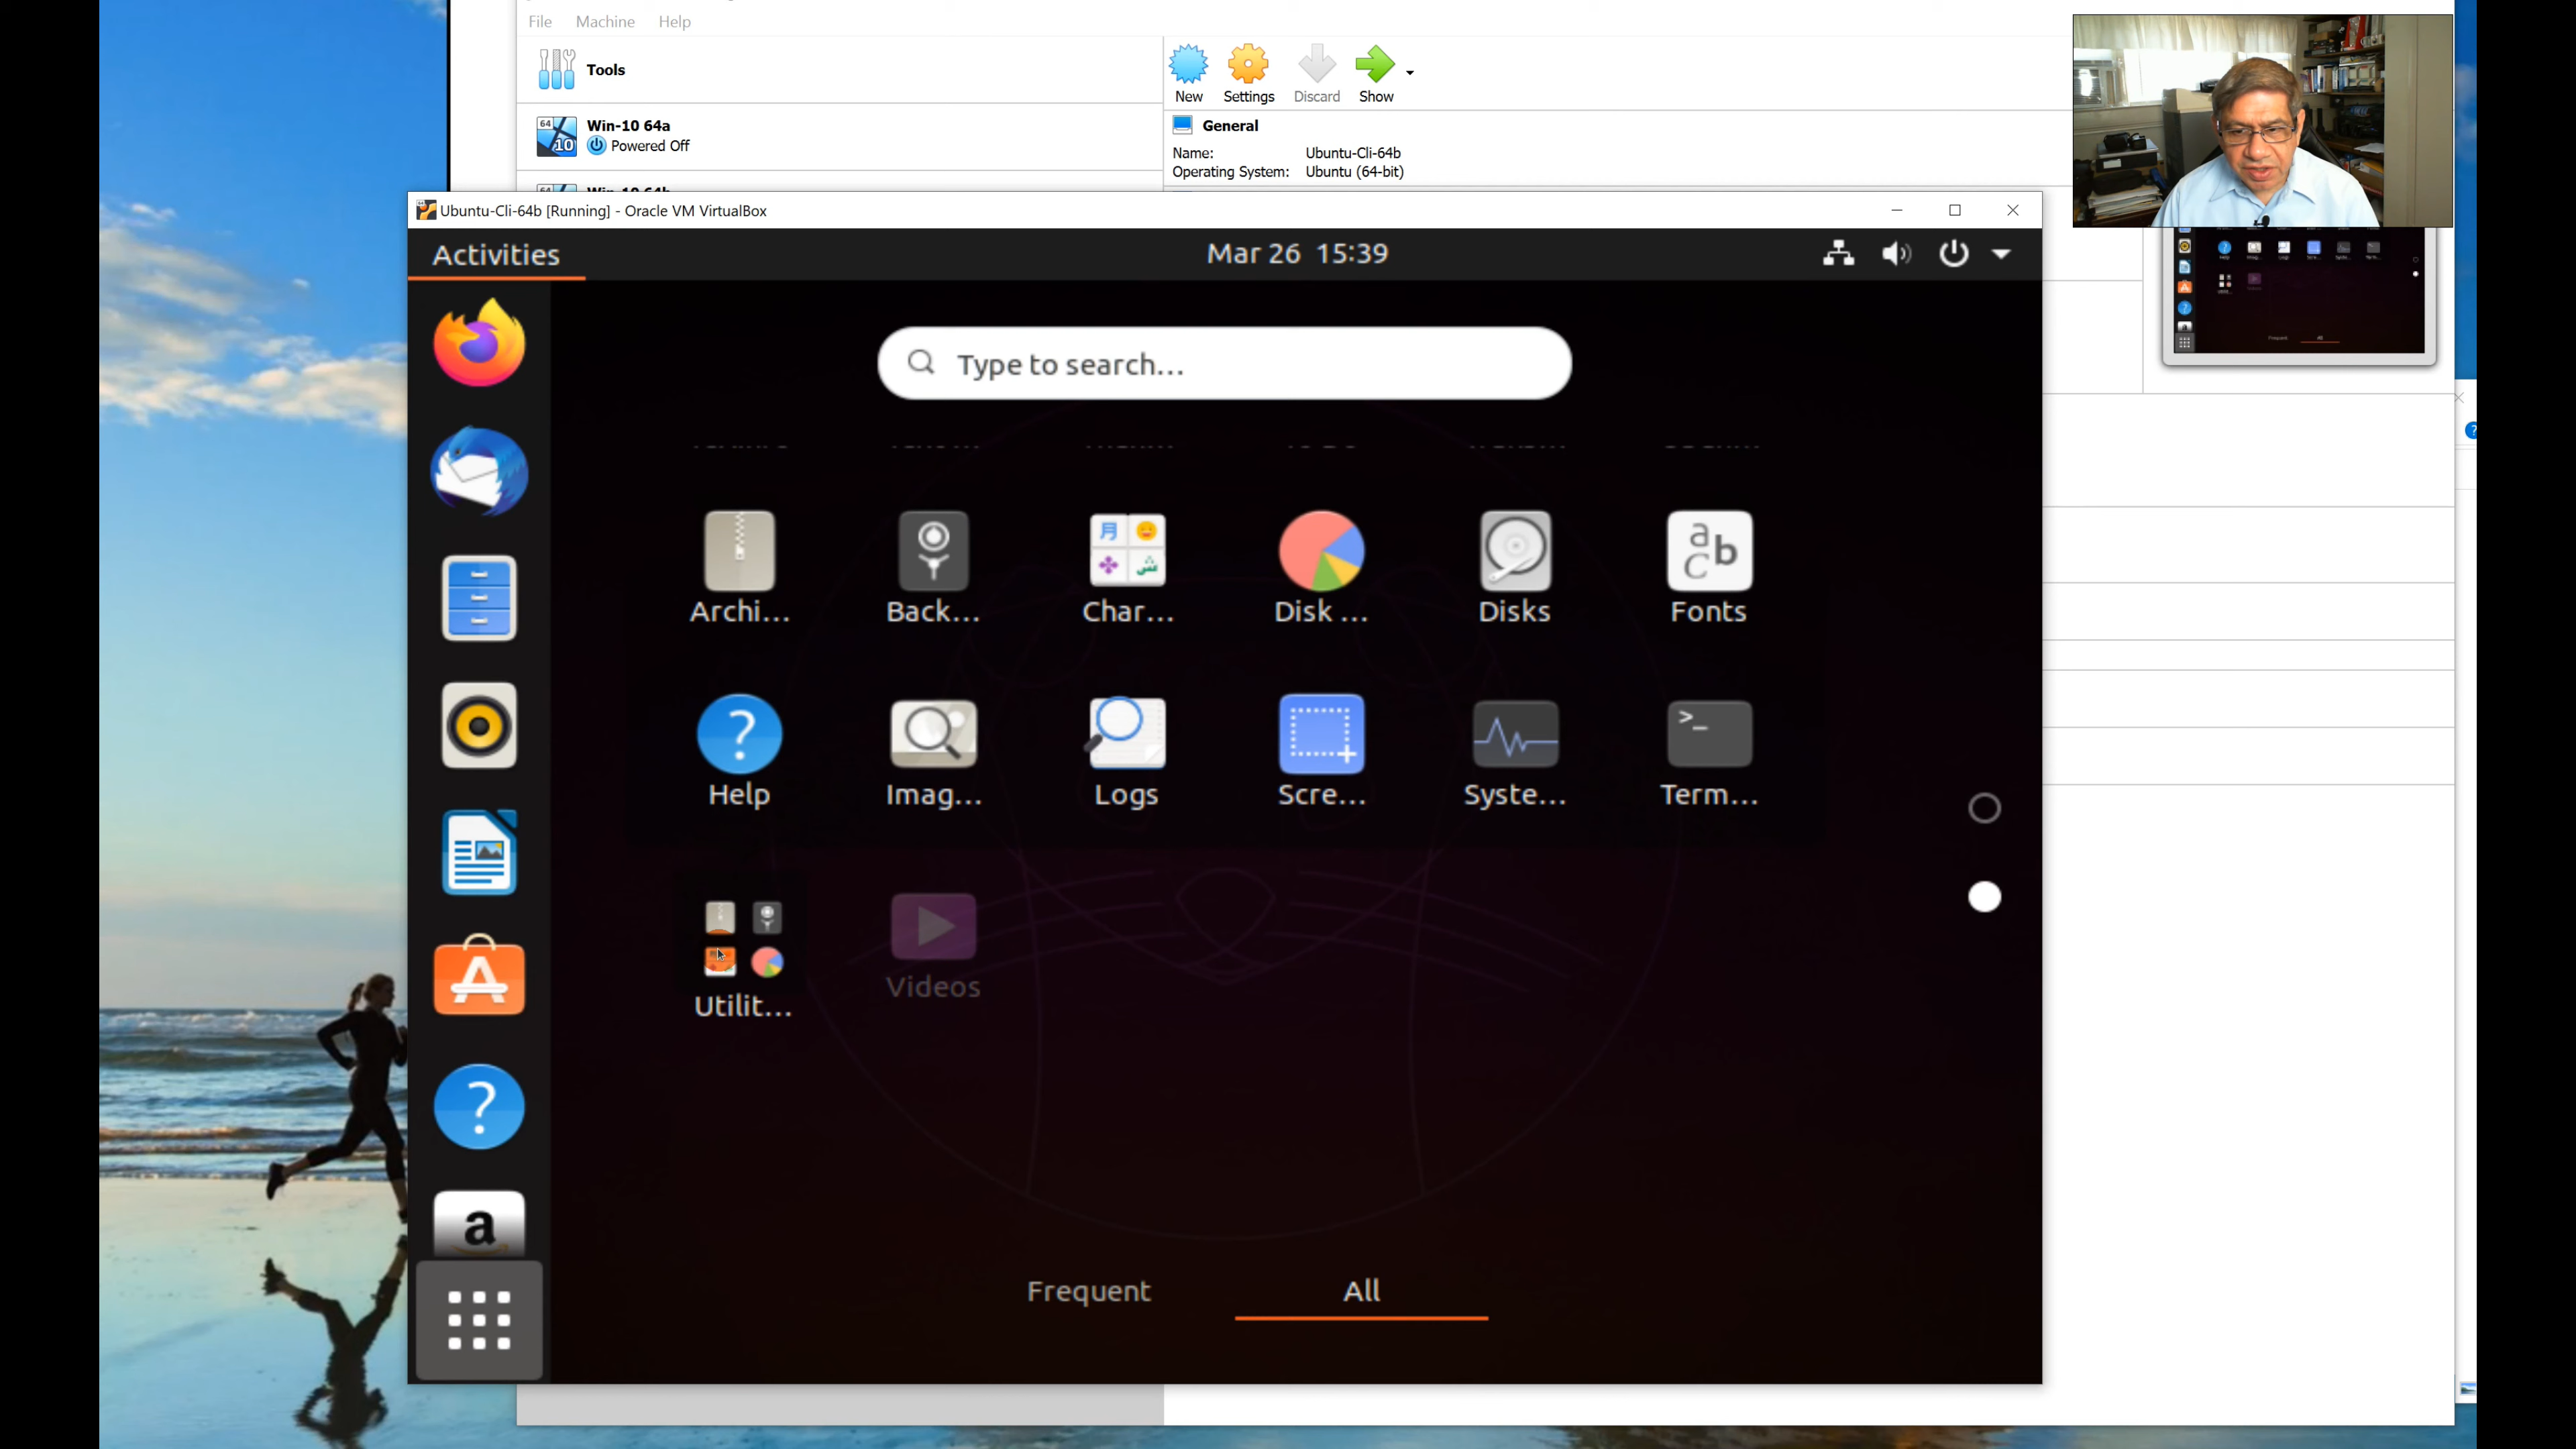 File Machine Help
Tools
New Settings Discard Show
Win-10 64a
Powered Off
General
Name: Ubuntu-Cli-64b
Operating System: Ubuntu (64-bit)
Ubuntu-Cli-64b [Running] - Oracle VM VirtualBox
Activities
Mar 26 15:39
Type to search...
Archi...
Back...
Char...
Disk ...
Disks
Fonts
Help
Imag...
Logs
Scre...
Syste...
Term...
Utilit...
Videos
Frequent
All